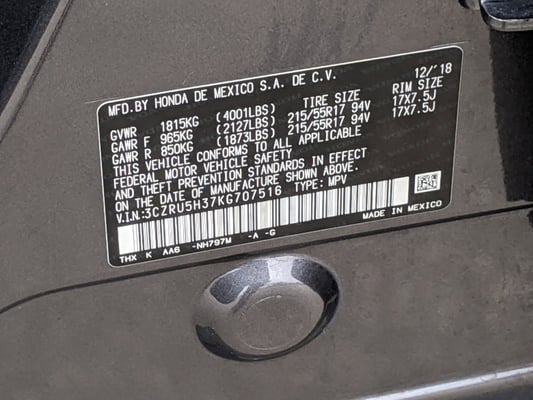 MFD.BY HONDA DE MEXICO S.A. DE C.V. 12/'18
GVWR 1815KG (4001LBS) TIRE SIZE RIM SIZE
GAWR F 965KG (2127LBS) 215/55R17 94V 17X7.5J
GAWR R 850KG (1873LBS) 215/55R17 94V 17X7.5J
THIS VEHICLE CONFORMS TO ALL APPLICABLE
FEDERAL MOTOR VEHICLE SAFETY
AND THEFT PREVENTION STANDARDS IN EFFECT
ON THE DATE OF MANUFACTURE SHOWN ABOVE.
V.I.N.:3CZRU5H37KG707516 TYPE: MPV
MADE IN MEXICO
THX K AA6 -NH797M -A -G